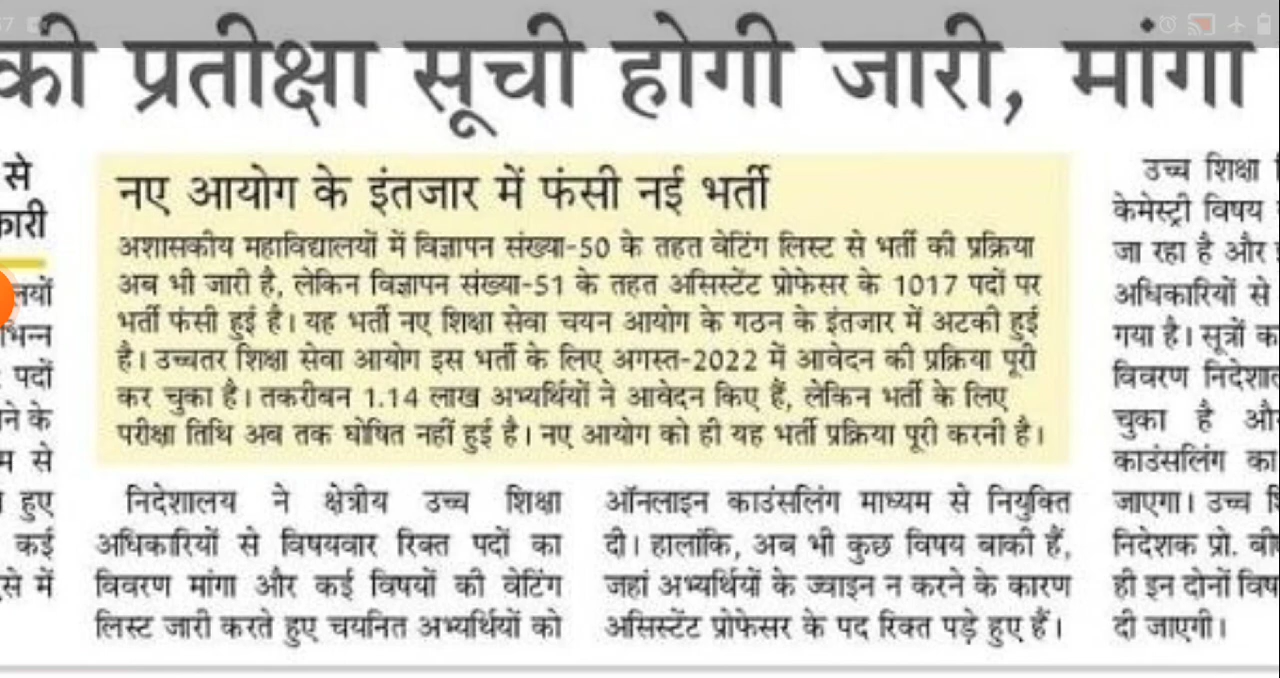 की प्रतीक्षा सूची होगी जारी, मांगा
से
नए आयोग के इंतजार में फंसी नई भर्ती
अशासकीय महाविद्यालयों में विज्ञापन संख्या-50 के तहत वेटिंग लिस्ट से भर्ती की प्रक्रिया
अब भी जारी है, लेकिन विज्ञापन संख्या-51 के तहत असिस्टेंट प्रोफेसर के 1017 पदों पर
भर्ती फंसी हुई है। यह भर्ती नए शिक्षा सेवा चयन आयोग के गठन के इंतजार में अटकी हुई
है। उच्चतर शिक्षा सेवा आयोग इस भर्ती के लिए अगस्त-2022 में आवेदन की प्रक्रिया पूरी
कर चुका है। तकरीबन 1.14 लाख अभ्यर्थियों ने आवेदन किए हैं, लेकिन भर्ती के लिए
परीक्षा तिथि अब तक घोषित नहीं हुई है। नए आयोग को ही यह भर्ती प्रक्रिया पूरी करनी है।
पदों
के
से
हुए
कई
में
निदेशालय ने क्षेत्रीय उच्च शिक्षा
अधिकारियों से विषयवार रिक्त पदों का
विवरण मांगा और कई विषयों की वेटिंग
लिस्ट जारी करते हुए चयनित अभ्यर्थियों को
ऑनलाइन काउंसलिंग माध्यम से नियुक्ति
दी। हालांकि, अब भी कुछ विषय बाकी हैं,
जहां अभ्यर्थियों के ज्वाइन न करने के कारण
असिस्टेंट प्रोफेसर के पद रिक्त पड़े हुए हैं।
उच्च शिक्षा
केमेस्ट्री विषय
जा रहा है और
अधिकारियों से
गया है। सूत्रों
विवरण
चुका है
काउंसलिंग का
जाएगा। उच्च
निदेशक प्रो.
ही इन दोनों
दी जाएगी।